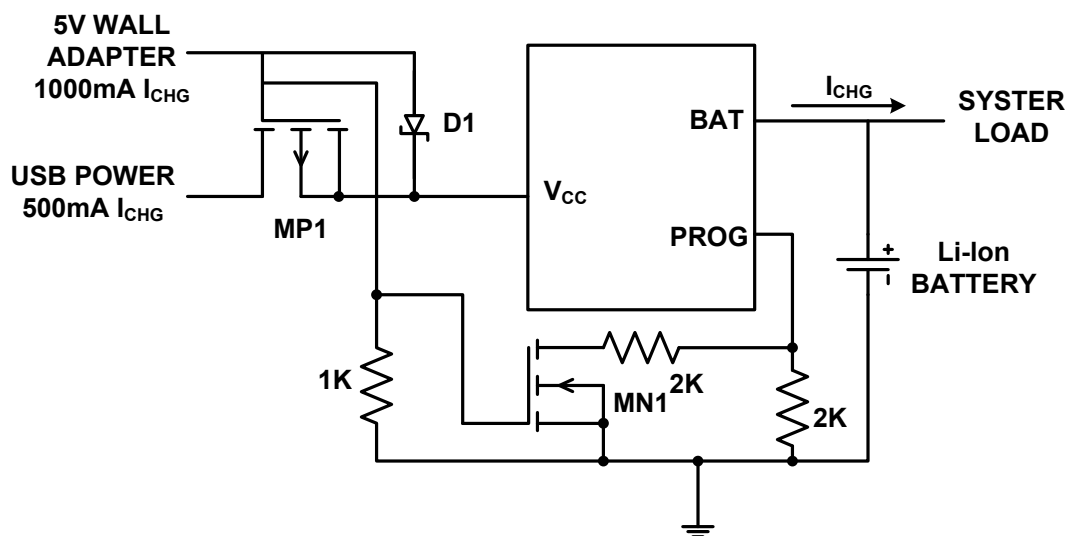 5V WALL
ADAPTER
1000mA ICHG
USB POWER
500mA ICHG
MP1
D1
VCC
BAT
PROG
ICHG
SYSTER
LOAD
Li-Ion
BATTERY
+
1K
MN1
2K
2K